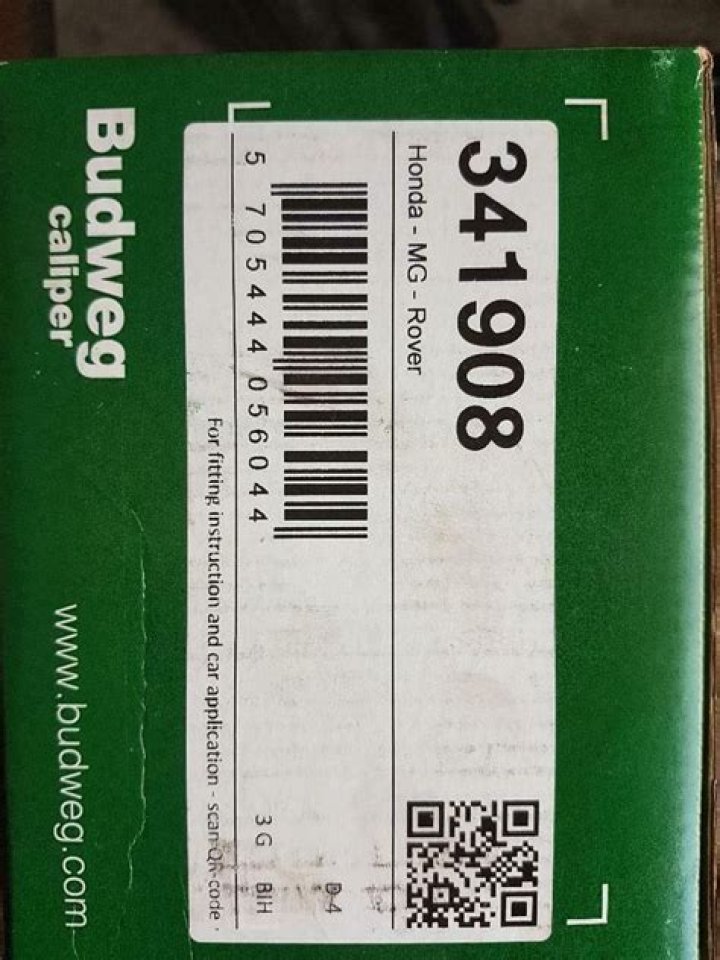 341908
Honda - MG - Rover
5 705444 056044
D4
3G BIH
For fitting instruction and car application - scan QR-code -
Budweg
caliper
www.budweg.com